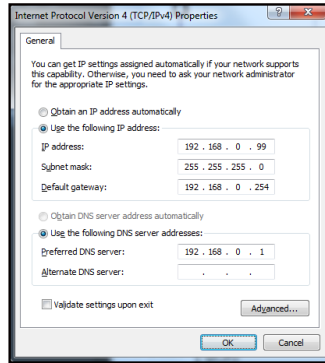 Internet Protocol Version 4 (TCP/IPv4) Properties
General
You can get IP settings assigned automatically if your network supports
this capability. Otherwise, you need to ask your network administrator
for the appropriate IP settings.
Obtain an IP address automatically
Use the following IP address:
IP address: 192 . 168 . 0 . 99
Subnet mask: 255 . 255 . 255 . 0
Default gateway: 192 . 168 . 0 . 254
Obtain DNS server address automatically
Use the following DNS server addresses:
Preferred DNS server: 192 . 168 . 0 . 1
Alternate DNS server: . . .
Validate settings upon exit
Advanced...
OK Cancel